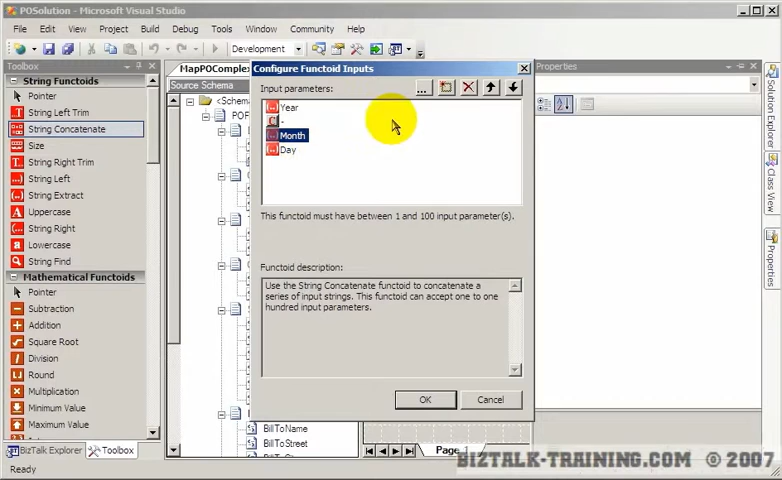 POSolution - Microsoft Visual Studio
File Edit View Project Build Debug Tools Window Community Help
Development
Toolbox
String Functoids
Pointer
String Left Trim
String Concatenate
Size
String Right Trim
String Left
String Extract
Uppercase
String Right
Lowercase
String Find
Mathematical Functoids
Pointer
Subtraction
Addition
Square Root
Division
Round
Multiplication
Minimum Value
Maximum Value
BizTalk Explorer
Toolbox
Ready
MapPOComplex
Source Schema
<Schema
POF
BillToName
BillToStreet
Page 1
Configure Functoid Inputs
Input parameters:
...
Year
-
Month
Day
This functoid must have between 1 and 100 input parameter(s).
Functoid description:
Use the String Concatenate functoid to concatenate a
series of input strings. This functoid can accept one to one
hundred input parameters.
OK
Cancel
Properties
Solution Explorer
Class View
Properties
BIZTALK-TRAINING.COM © 2007